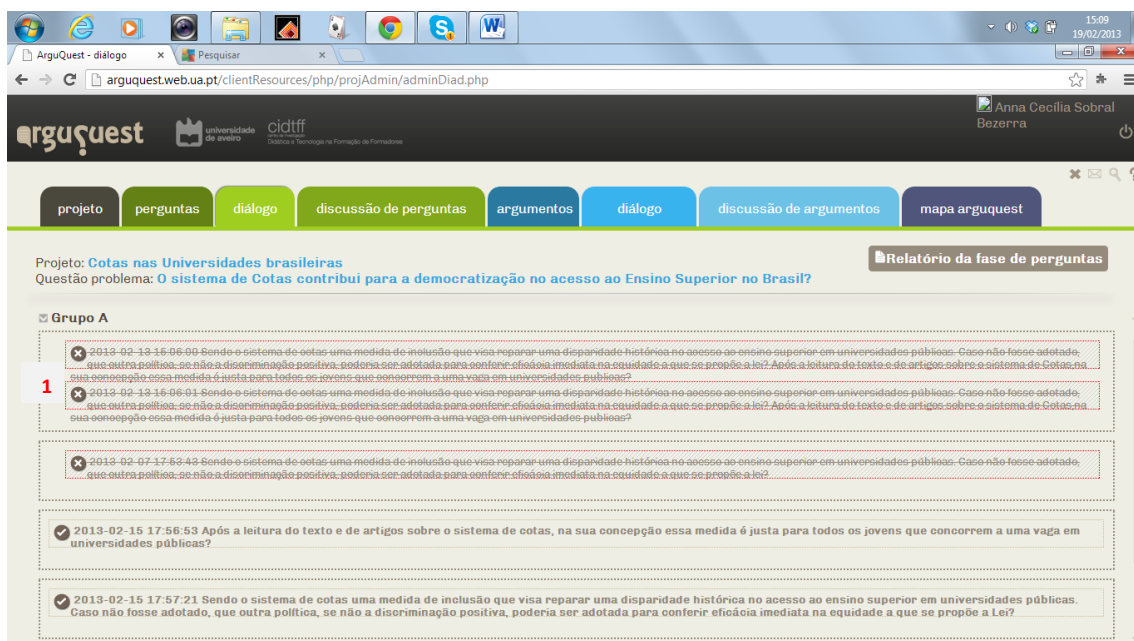 15:09
19/02/2013
ArguQuest - diálogo
Pesquisar
arguquest.web.ua.pt/clientResources/php/projAdmin/adminDiad.php
Anna Cecília Sobral
Bezerra
arguquest
universidade
de aveiro
cidtff
Didática e Tecnologia na Formação de Formadores
projeto perguntas diálogo discussão de perguntas argumentos diálogo discussão de argumentos mapa arguquest
Projeto: Cotas nas Universidades brasileiras
Relatório da fase de perguntas
Questão problema: O sistema de Cotas contribui para a democratização no acesso ao Ensino Superior no Brasil?
Grupo A
2013-02-13 15:06:00 Sendo o sistema de cotas uma medida de inclusão que visa reparar uma disparidade histórica no acesso ao ensino superior em universidades públicas. Caso não fosse adotado,
que outra política, se não a discriminação positiva, poderia ser adotada para conferir eficácia imediata na equidade a que se propõe a lei? Após a leitura do texto e de artigos sobre o sistema de Cotas,na
sua concepção essa medida é justa para todos os jovens que concorrem a uma vaga em universidades publicas?
1
2013-02-13 15:06:01 Sendo o sistema de cotas uma medida de inclusão que visa reparar uma disparidade histórica no acesso ao ensino superior em universidades públicas. Caso não fosse adotado,
que outra política, se não a discriminação positiva, poderia ser adotada para conferir eficácia imediata na equidade a que se propõe a lei? Após a leitura do texto e de artigos sobre o sistema de Cotas,na
sua concepção essa medida é justa para todos os jovens que concorrem a uma vaga em universidades publicas?
2013-02-07 17:53:43 Sendo o sistema de cotas uma medida de inclusão que visa reparar uma disparidade histórica no acesso ao ensino superior em universidades públicas. Caso não fosse adotado,
que outra política, se não a discriminação positiva, poderia ser adotada para conferir eficácia imediata na equidade a que se propõe a lei?
2013-02-15 17:56:53 Após a leitura do texto e de artigos sobre o sistema de cotas, na sua concepção essa medida é justa para todos os jovens que concorrem a uma vaga em
universidades públicas?
2013-02-15 17:57:21 Sendo o sistema de cotas uma medida de inclusão que visa reparar uma disparidade histórica no acesso ao ensino superior em universidades públicas.
Caso não fosse adotado, que outra política, se não a discriminação positiva, poderia ser adotada para conferir eficácia imediata na equidade a que se propõe a Lei?